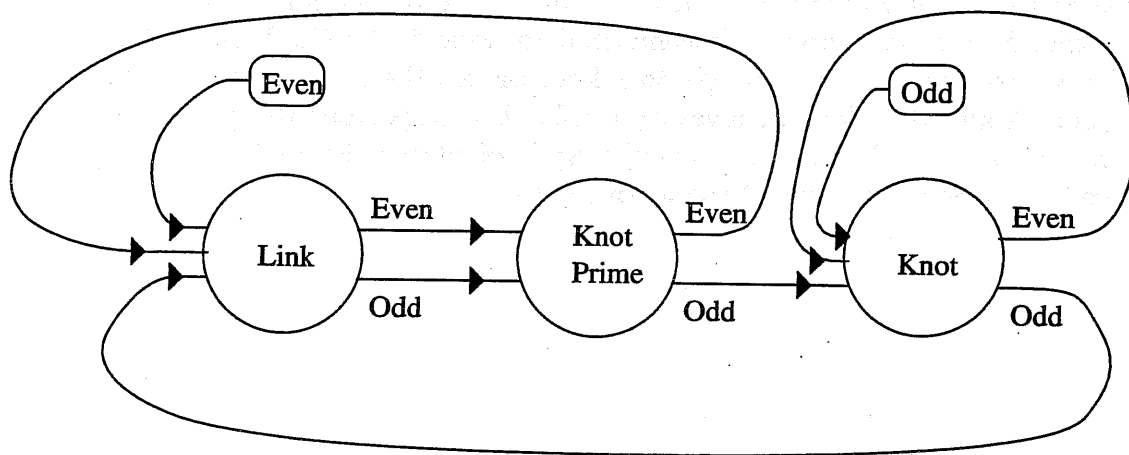 Even
Odd
Even
Even
Even
Link
Knot
Prime
Knot
Odd
Odd
Odd